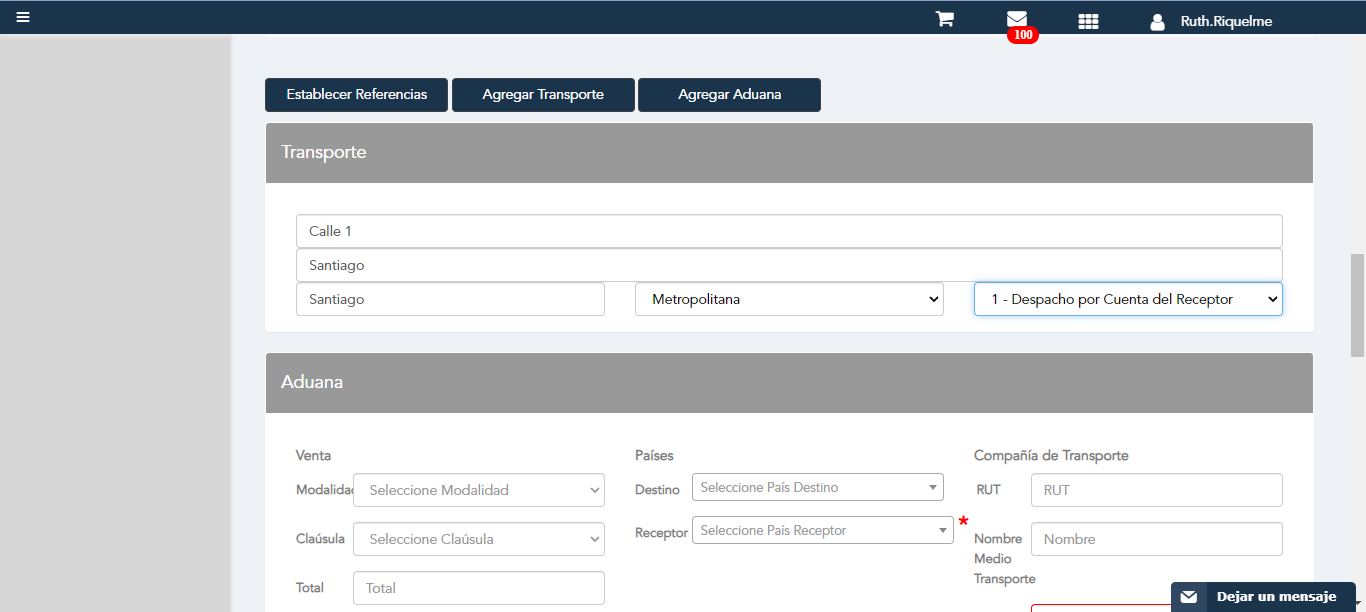 Ruth.Riquelme
100
Establecer Referencias Agregar Transporte Agregar Aduana
Transporte
Calle 1
Santiago
Santiago Metropolitana 1 - Despacho por Cuenta del Receptor
Aduana
Venta Países Compañía de Transporte
Modalidad Seleccione Modalidad Destino Seleccione País Destino RUT RUT
Receptor Seleccione País Receptor *
Claúsula Seleccione Claúsula Nombre Nombre
Medio
Transporte
Total Total
Dejar un mensaje